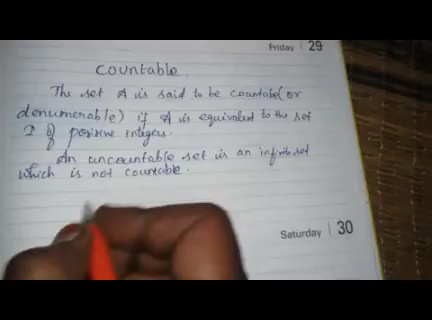 Friday | 29
Countable.
The set A is said to be countable (or
denumerable) if A is equivalent to the set
I of positive integers.
An uncountable set is an infinite set
which is not countable.
Saturday | 30